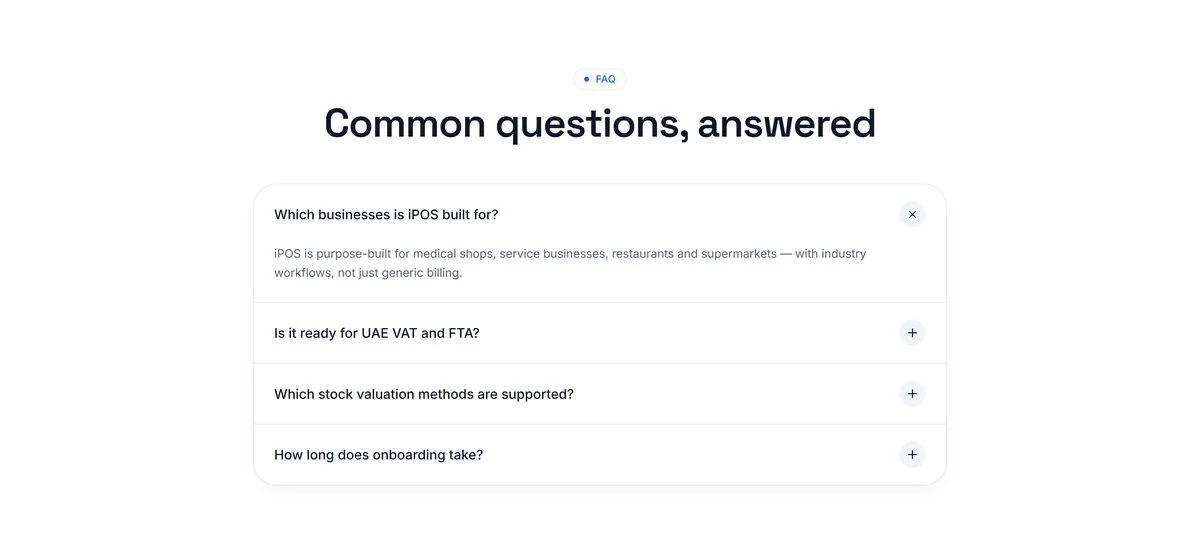 FAQ
Common questions, answered
Which businesses is iPOS built for?
iPOS is purpose-built for medical shops, service businesses, restaurants and supermarkets — with industry
workflows, not just generic billing.
Is it ready for UAE VAT and FTA?
Which stock valuation methods are supported?
How long does onboarding take?